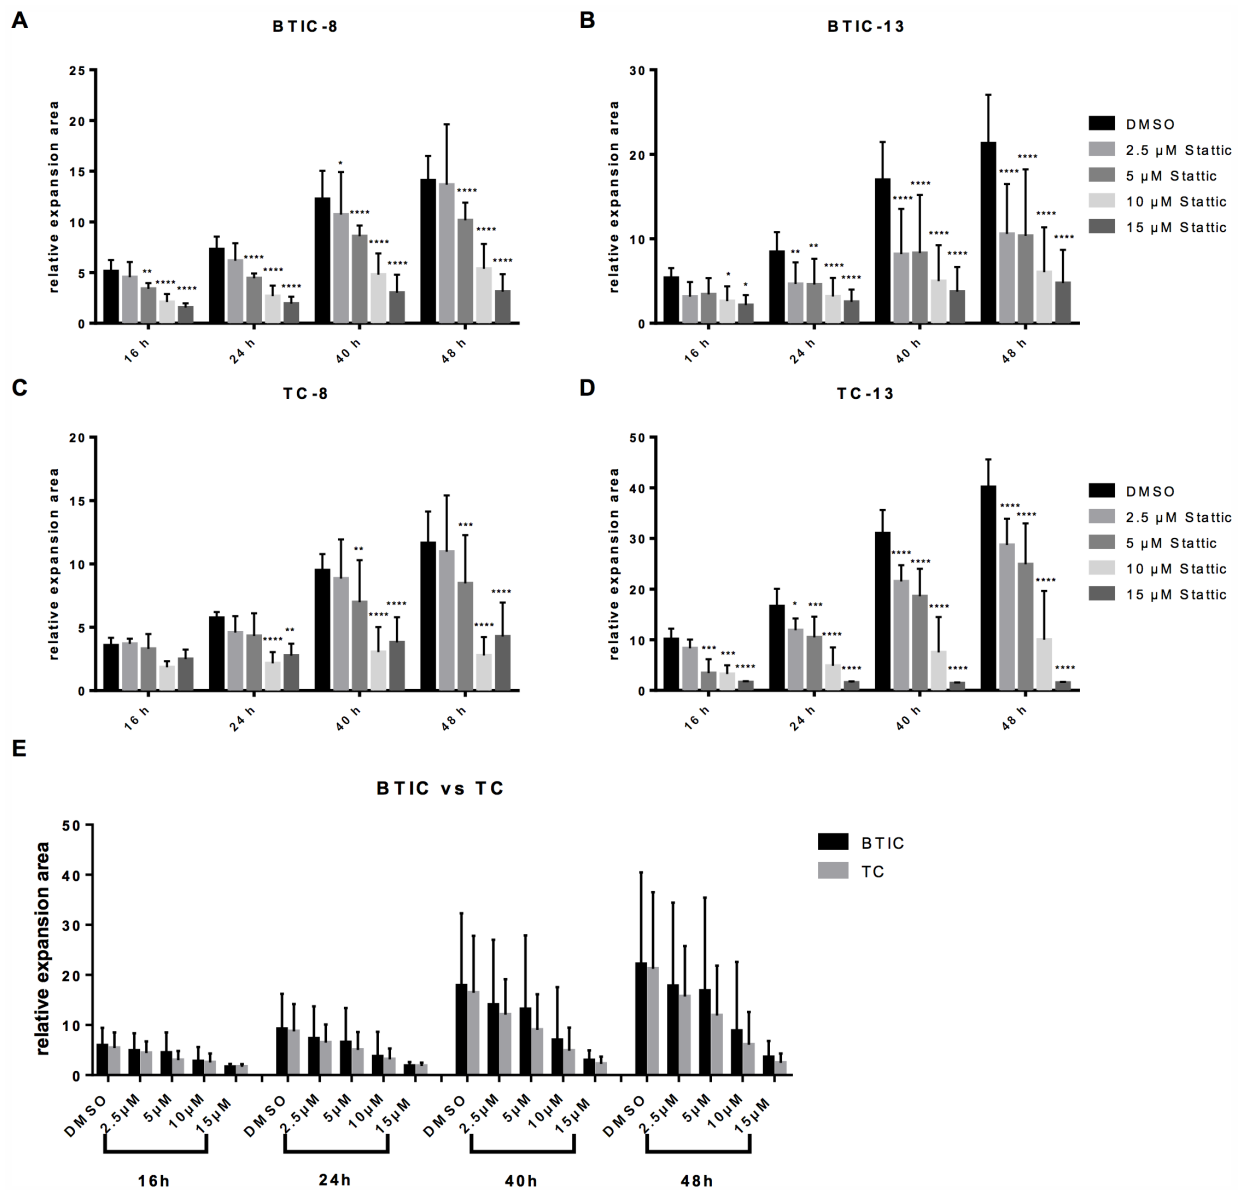 A
BTIC-8
relative expansion area
25
20
15
10
5
0
** **** ****
**** **** ****
* **** **** ****
**** **** ****
16 h
24 h
40 h
48 h
B
BTIC-13
relative expansion area
30
20
10
0
* *
** ** **** ****
**** **** **** ****
**** **** **** ****
16 h
24 h
40 h
48 h
DMSO
2.5 µM Stattic
5 µM Stattic
10 µM Stattic
15 µM Stattic
C
TC-8
relative expansion area
20
15
10
5
0
**** **
** **** ****
*** **** ****
16 h
24 h
40 h
48 h
D
TC-13
relative expansion area
50
40
30
20
10
0
*** *** ****
* *** **** ****
**** **** **** ****
**** **** **** ****
16 h
24 h
40 h
48 h
DMSO
2.5 µM Stattic
5 µM Stattic
10 µM Stattic
15 µM Stattic
E
BTIC vs TC
relative expansion area
50
40
30
20
10
0
BTIC
TC
DMSO
2.5µM
5µM
10µM
15µM
DMSO
2.5µM
5µM
10µM
15µM
DMSO
2.5µM
5µM
10µM
15µM
DMSO
2.5µM
5µM
10µM
15µM
16h
24h
40h
48h